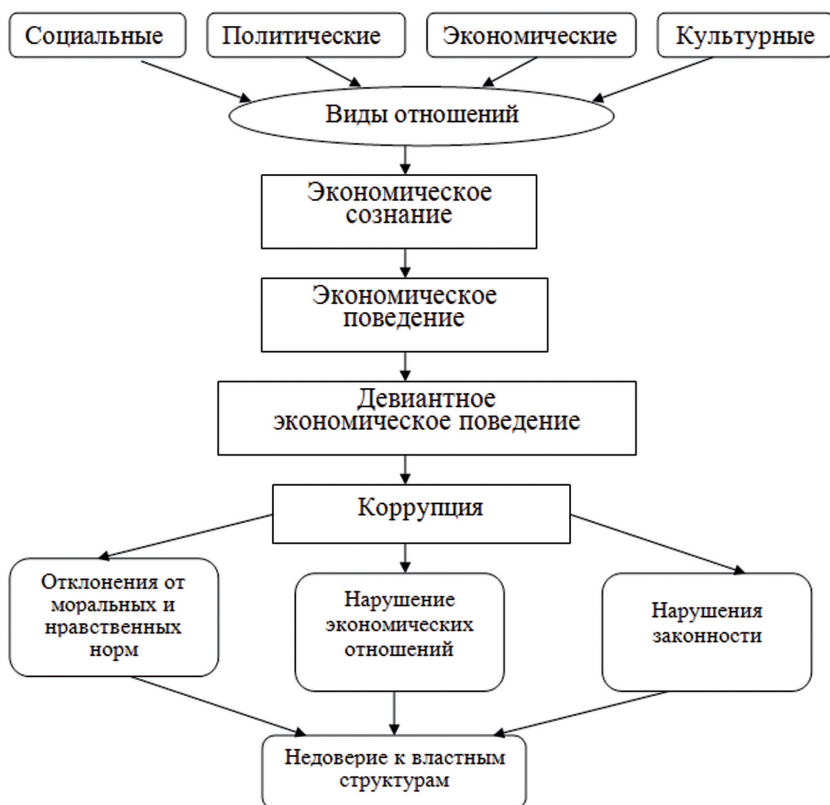 Социальные
Политические
Экономические
Культурные
Виды отношений
Экономическое
сознание
Экономическое
поведение
Девиантное
экономическое поведение
Коррупция
Отклонения от
моральных и
нравственных
норм
Нарушение
экономических
отношений
Нарушения
законности
Недоверие к властным
структурам